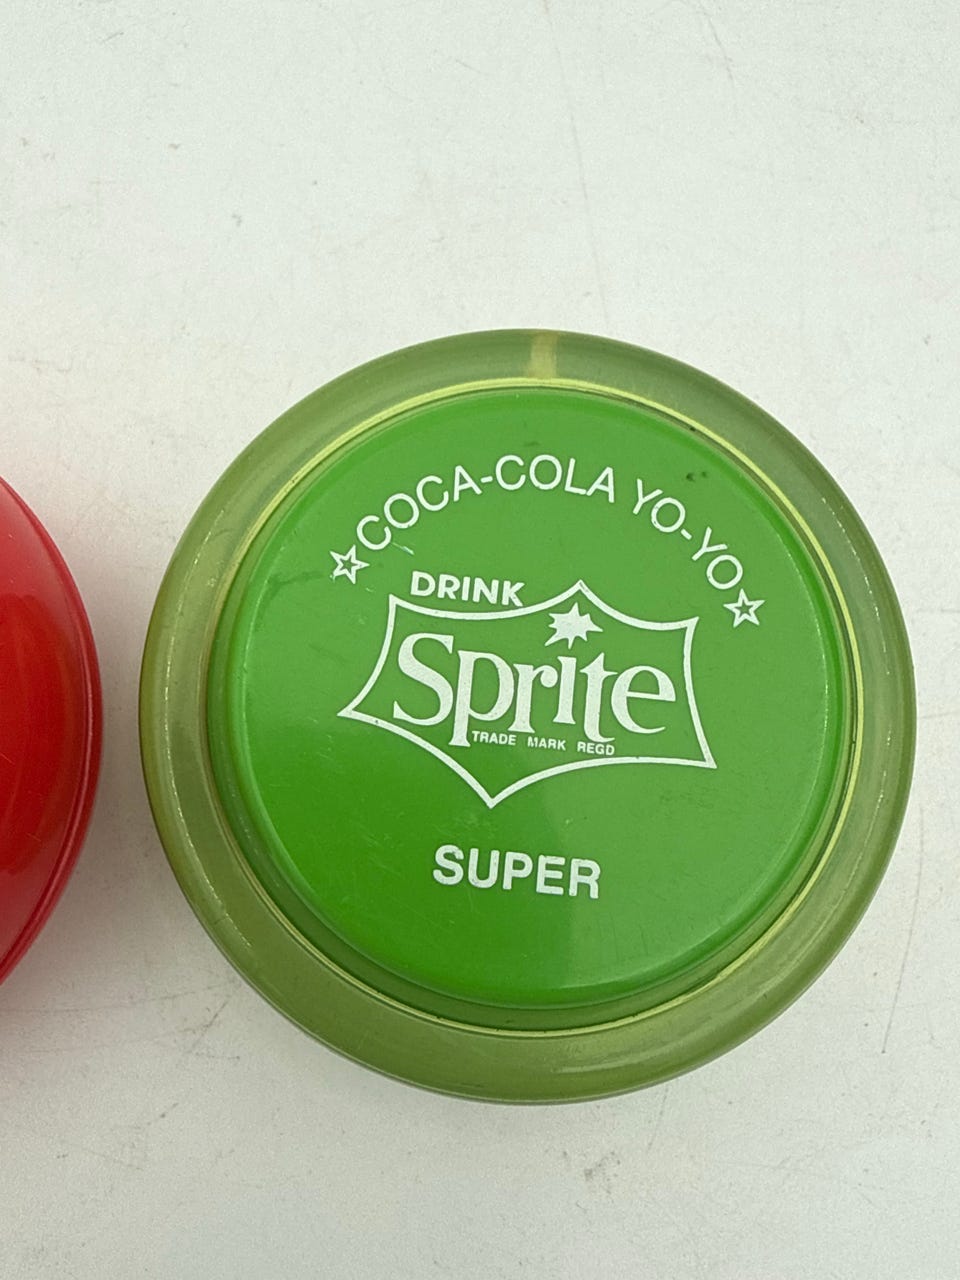 COCA-COLA YO-YO
DRINK
Sprite
TRADE MARK REGD
SUPER